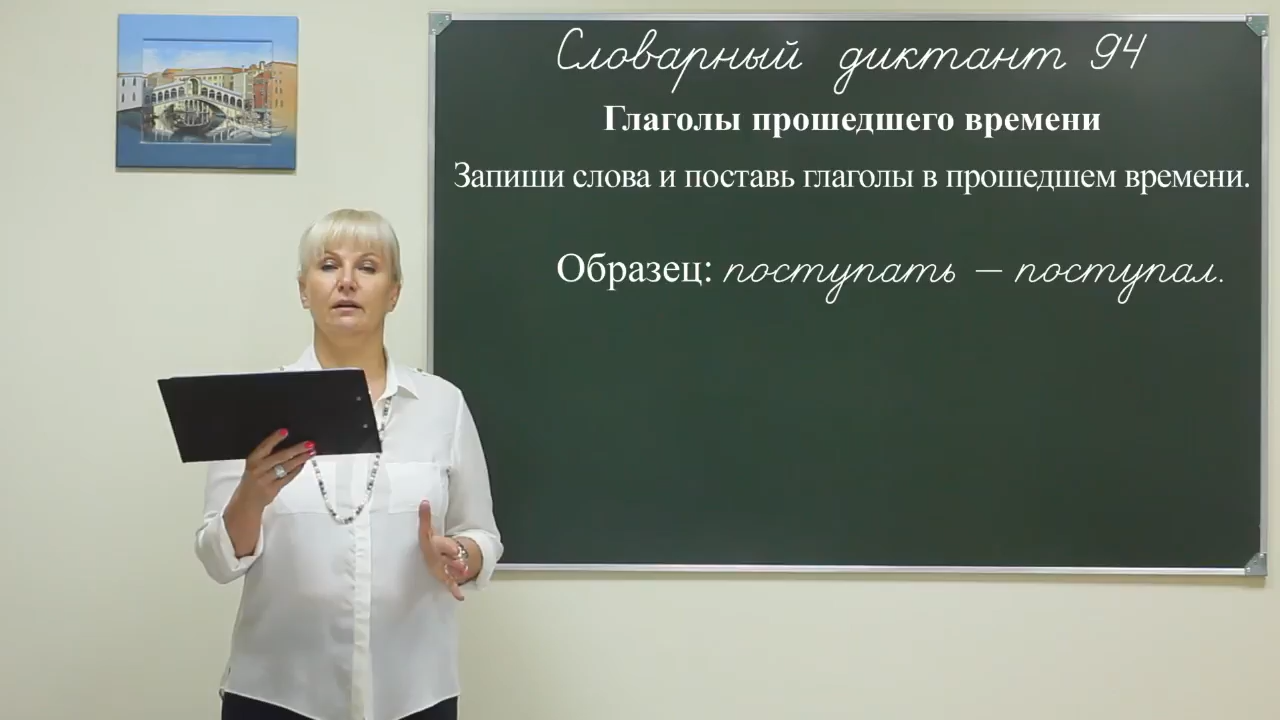 Словарный диктант 94
Глаголы прошедшего времени
Запиши слова и поставь глаголы в прошедшем времени.
Образец: поступать – поступал.